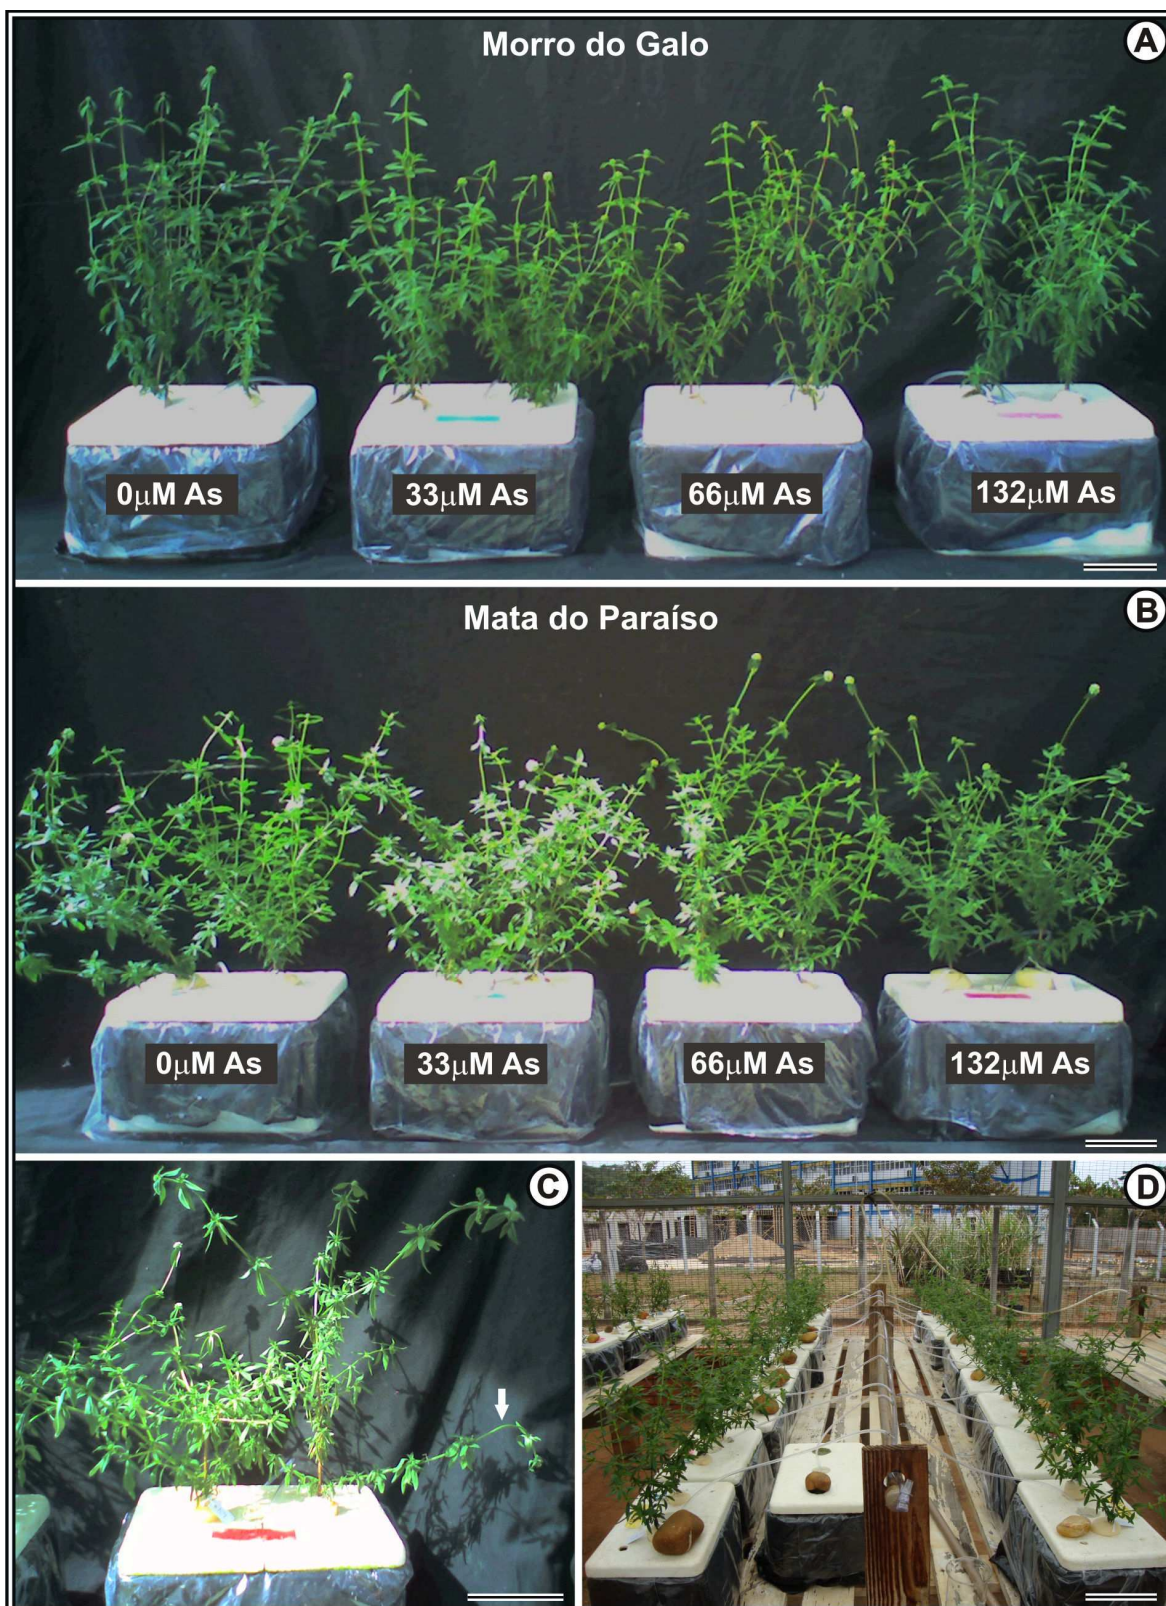 Morro do Galo
A
0μM As
33μM As
66μM As
132μM As
Mata do Paraíso
B
0μM As
33μM As
66μM As
132μM As
C
D